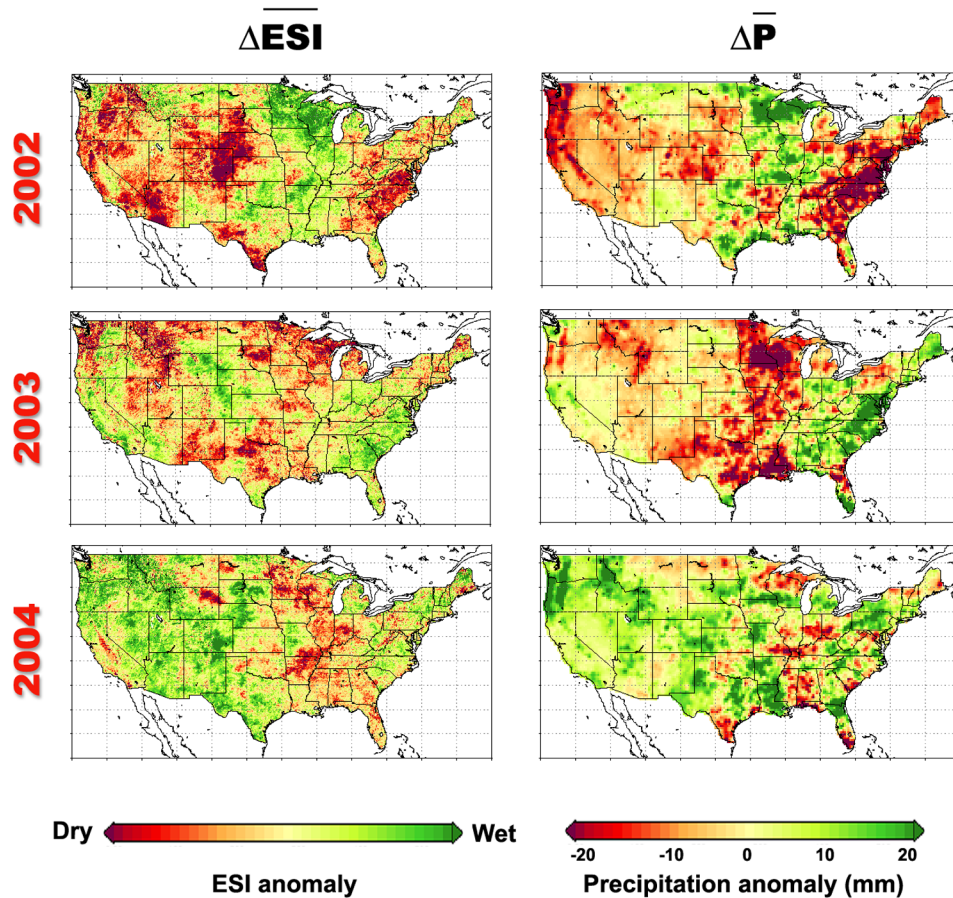 ΔESI ΔP
2002
2003
2004
Dry Wet
ESI anomaly
-20 -10 0 10 20
Precipitation anomaly (mm)